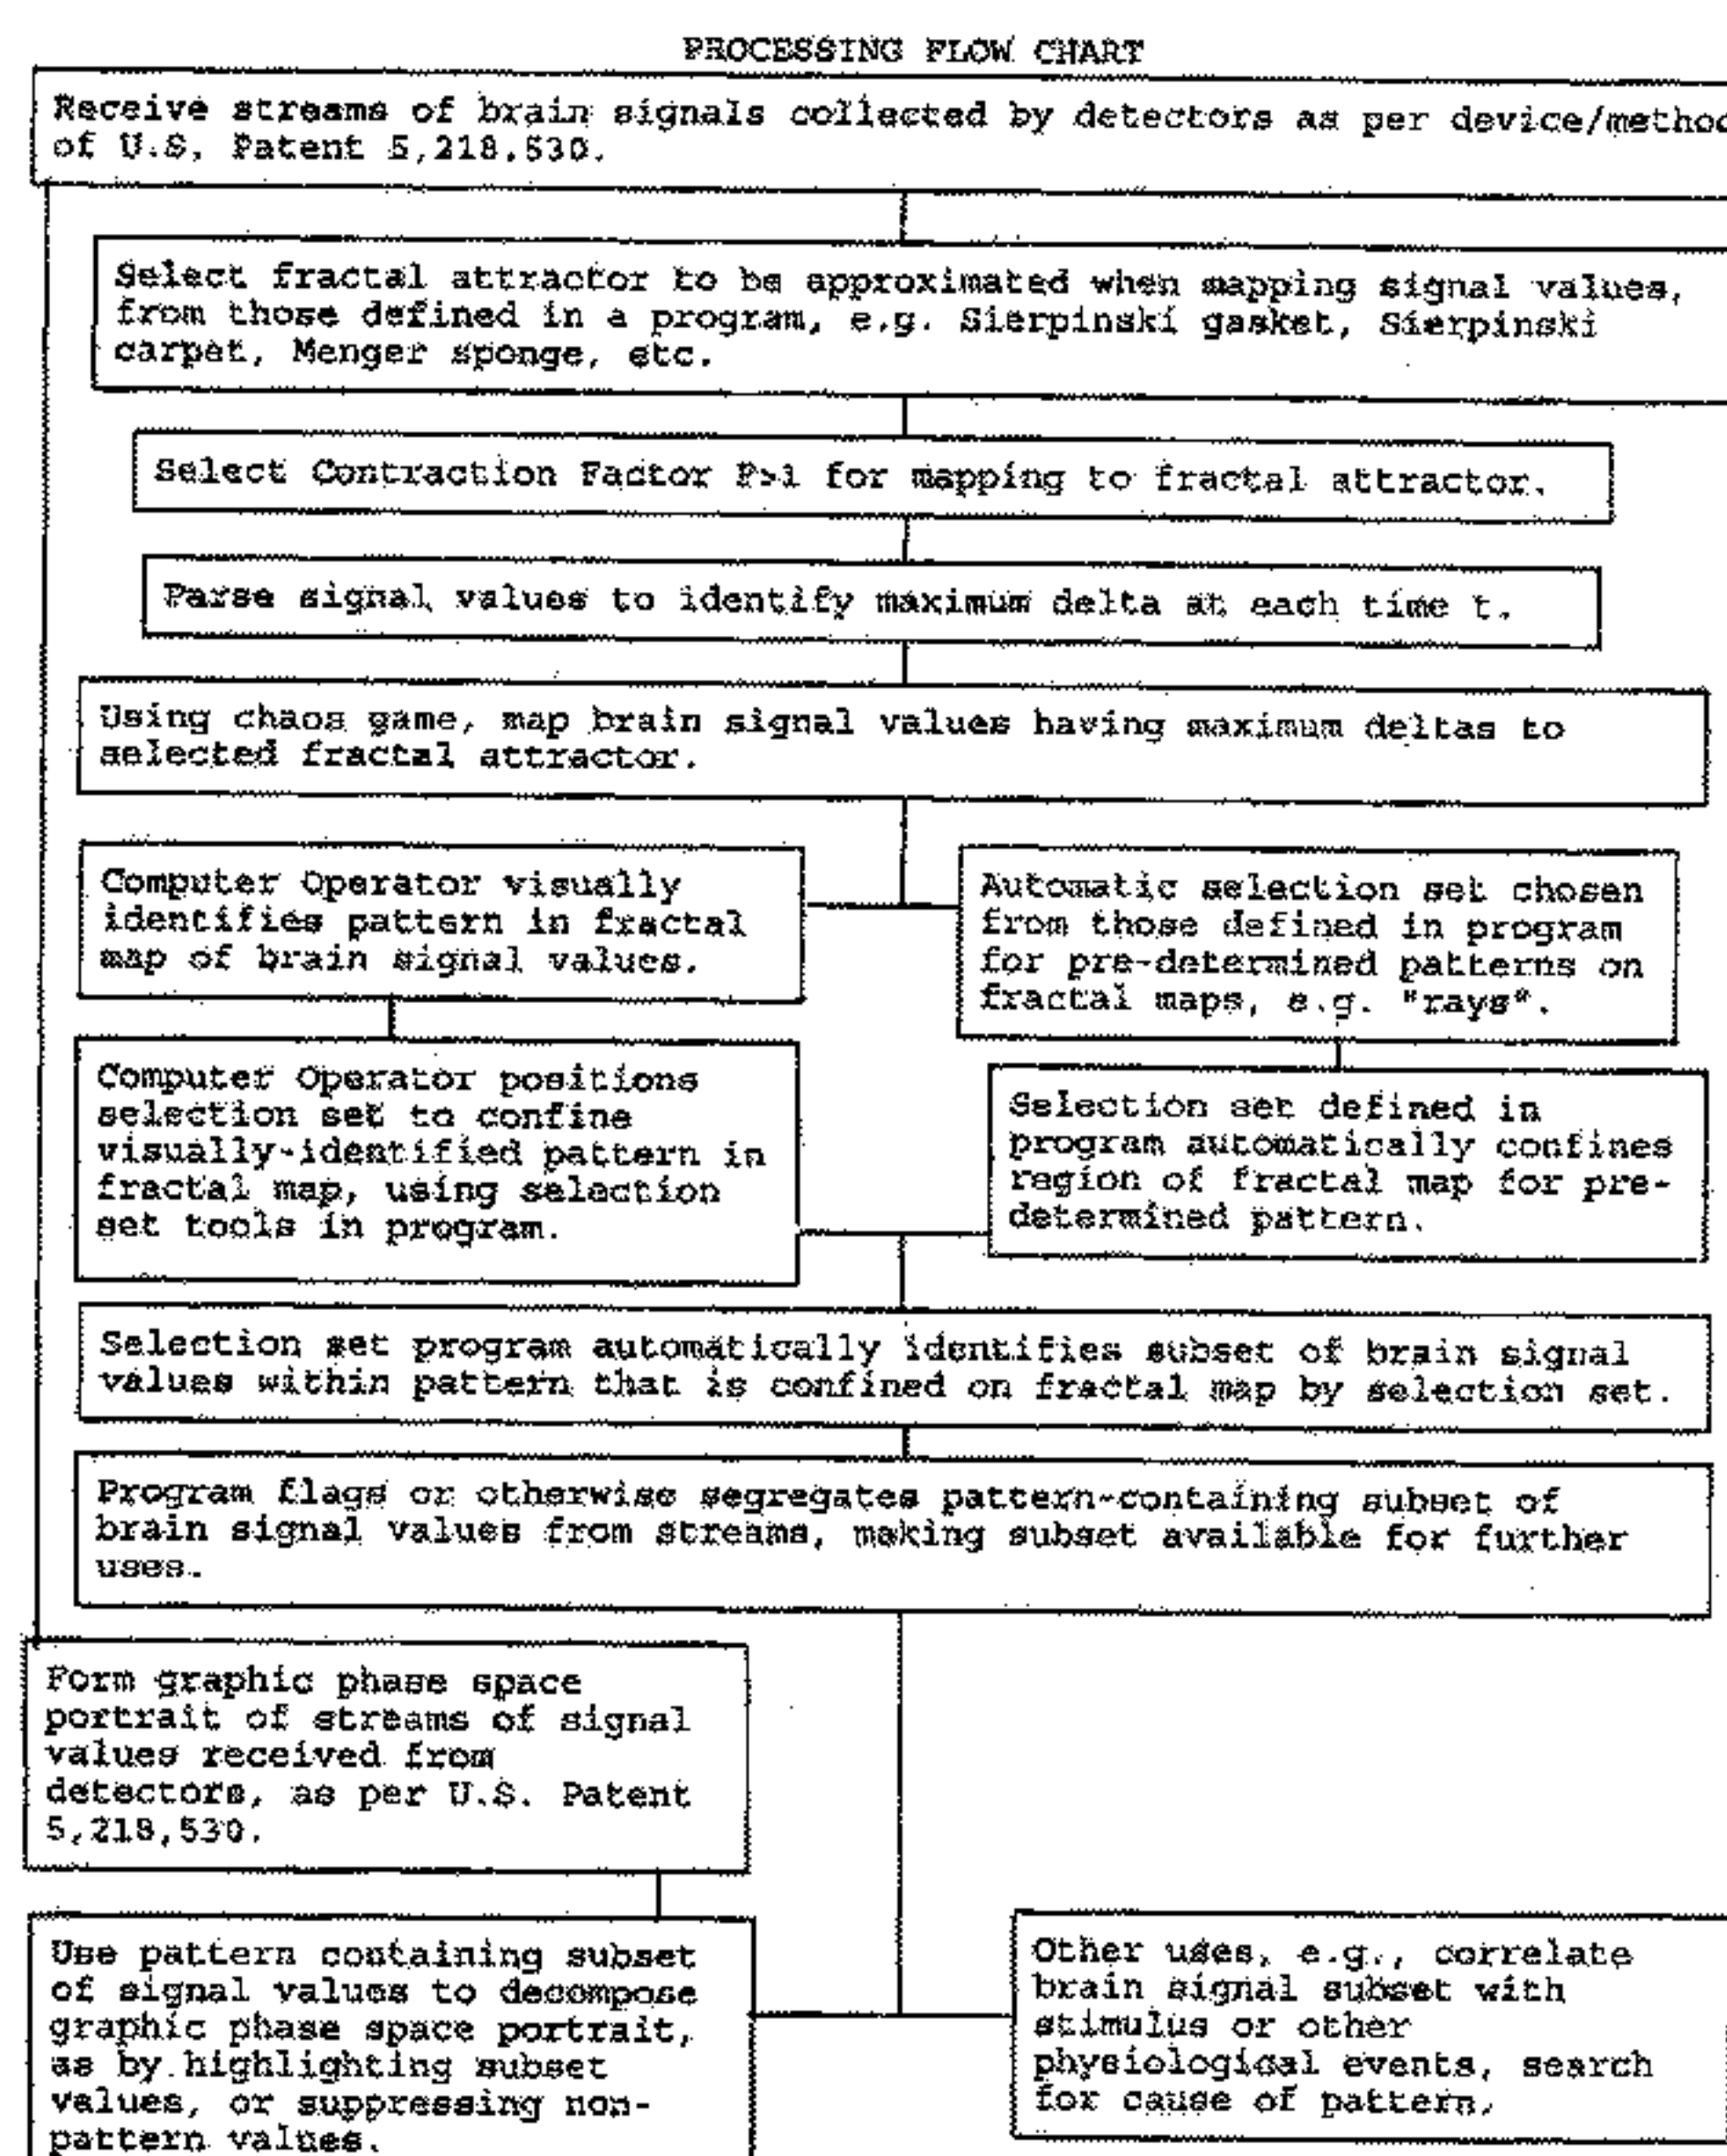 PROCESSING FLOW CHART
Receive streams of brain signals collected by detectors as per device/method
of U.S. Patent 5,218,530.
Select fractal attractor to be approximated when mapping signal values,
from those defined in a program, e.g. Sierpinski gasket, Sierpinski
carpet, Menger sponge, etc.
Select Contraction Factor F>1 for mapping to fractal attractor.
Parse signal values to identify maximum delta at each time t.
Using chaos game, map brain signal values having maximum deltas to
selected fractal attractor.
Computer Operator visually
identifies pattern in fractal
map of brain signal values.
Automatic selection set chosen
from those defined in program
for pre-determined patterns on
fractal maps, e.g. "rays".
Computer Operator positions
selection set to confine
visually-identified pattern in
fractal map, using selection
set tools in program.
Selection set defined in
program automatically confines
region of fractal map for pre-
determined pattern.
Selection set program automatically identifies subset of brain signal
values within pattern that is confined on fractal map by selection set.
Program flags or otherwise segregates pattern-containing subset of
brain signal values from streams, making subset available for further
uses.
Form graphic phase space
portrait of streams of signal
values received from
detectors, as per U.S. Patent
5,218,530.
Use pattern containing subset
of signal values to decompose
graphic phase space portrait,
as by highlighting subset
values, or suppressing non-
pattern values.
Other uses, e.g., correlate
brain signal subset with
stimulus or other
physiological events, search
for cause of pattern.